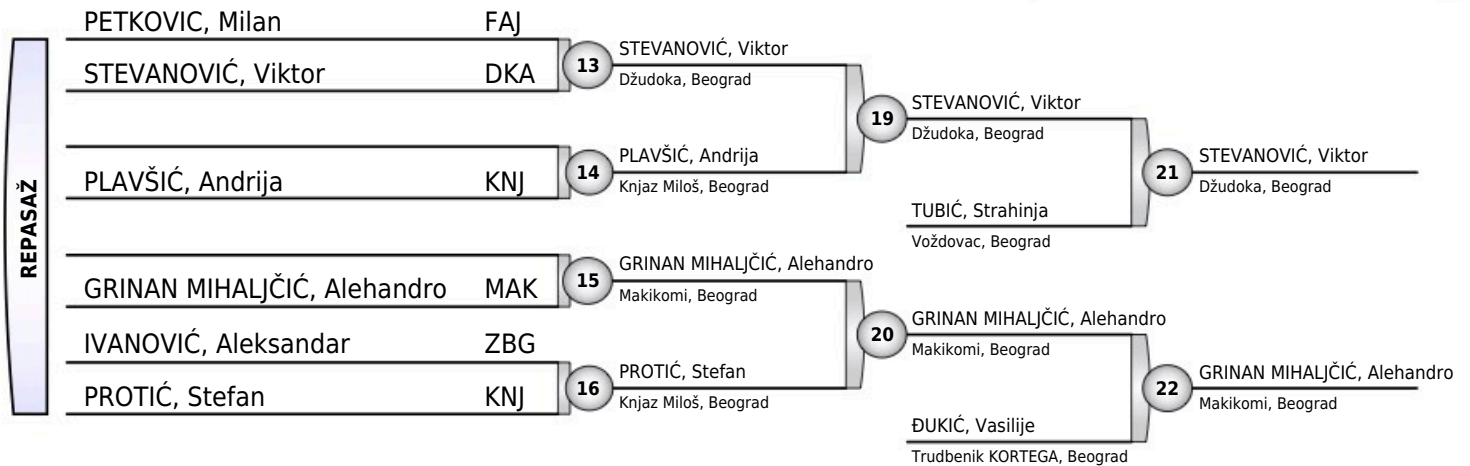 REPASAŽ
PETKOVIC, Milan FAJ
STEVANOVIĆ, Viktor DKA
PLAVŠIĆ, Andrija KNJ
GRINAN MIHALJČIĆ, Alehandro MAK
IVANOVIĆ, Aleksandar ZBG
PROTIĆ, Stefan KNJ
13
STEVANOVIĆ, Viktor
Džudoka, Beograd
14
PLAVŠIĆ, Andrija
Knjaz Miloš, Beograd
15
GRINAN MIHALJČIĆ, Alehandro
Makikomi, Beograd
16
PROTIĆ, Stefan
Knjaz Miloš, Beograd
19
STEVANOVIĆ, Viktor
Džudoka, Beograd
TUBIĆ, Strahinja
Voždovac, Beograd
20
GRINAN MIHALJČIĆ, Alehandro
Makikomi, Beograd
ĐUKIĆ, Vasilije
Trudbenik KORTEGA, Beograd
21
STEVANOVIĆ, Viktor
Džudoka, Beograd
22
GRINAN MIHALJČIĆ, Alehandro
Makikomi, Beograd